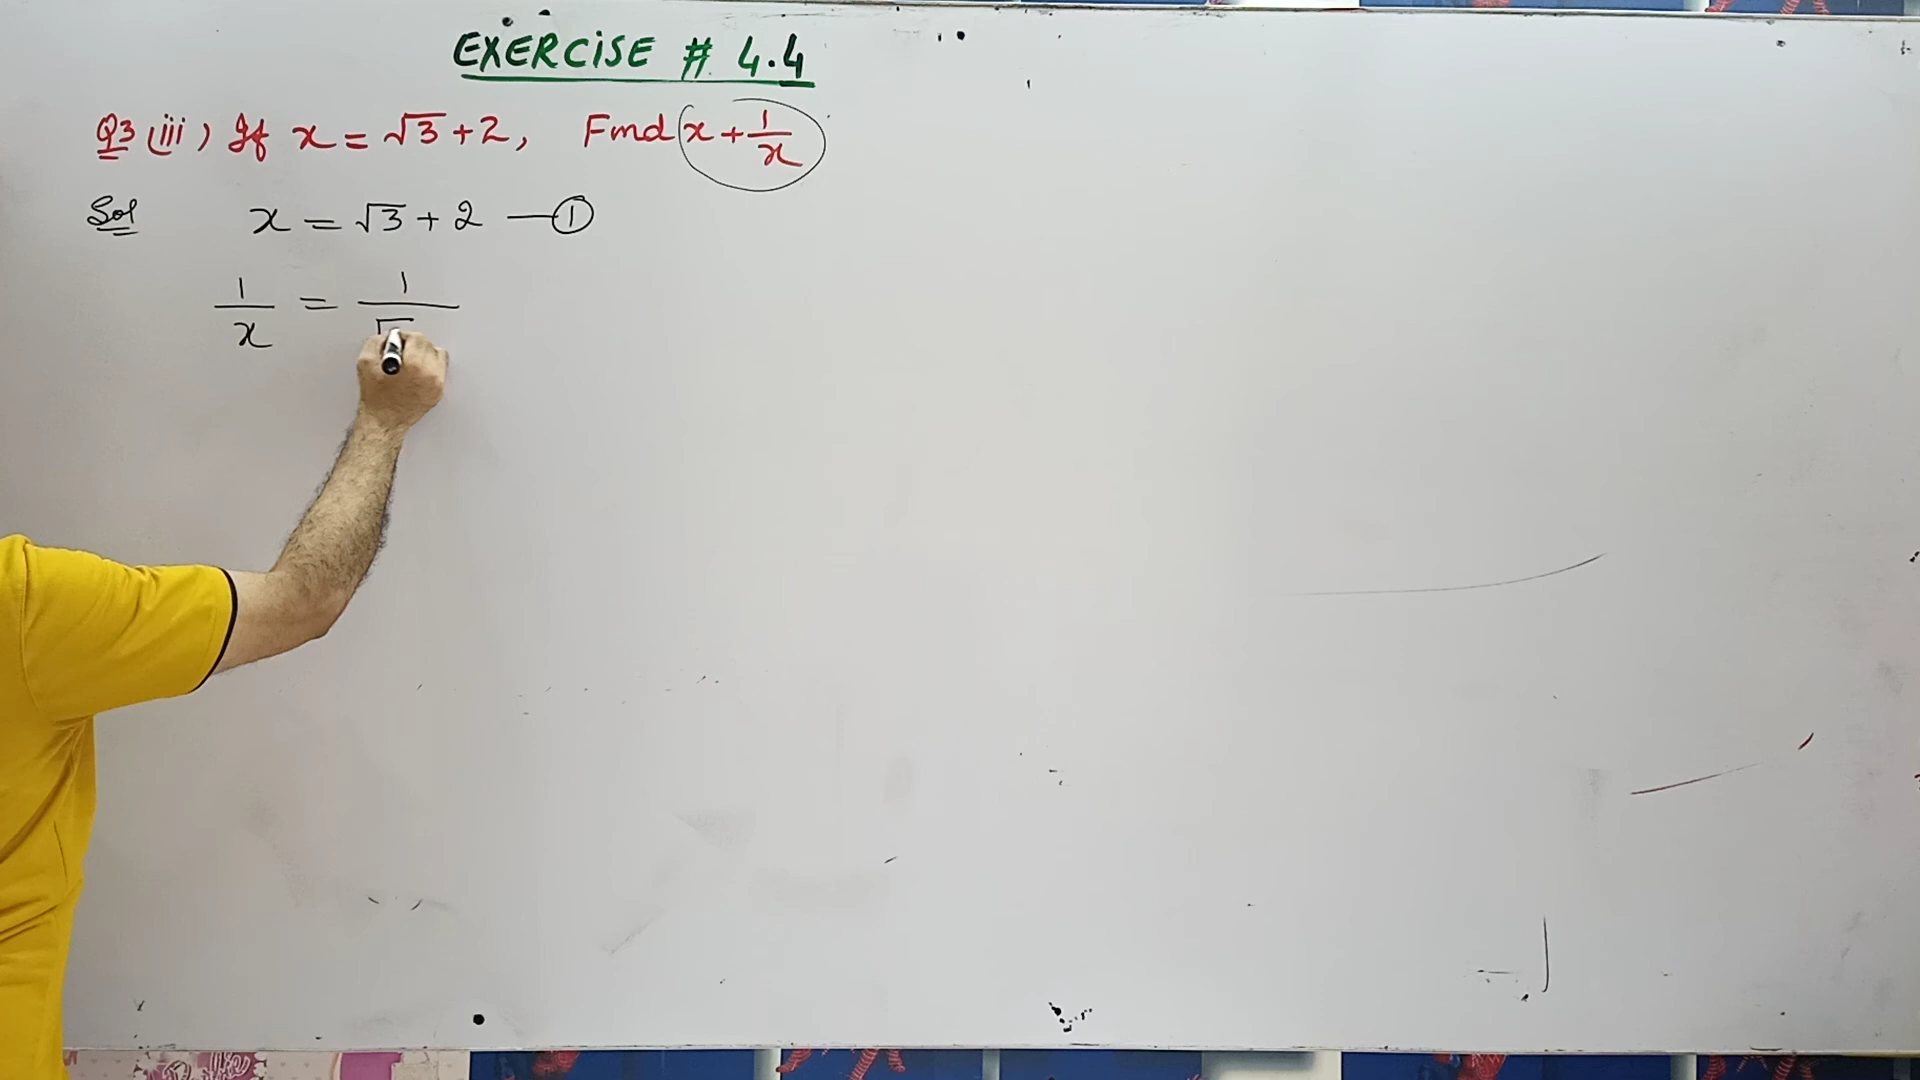 EXERCISE # 4.4
Q3 (iii) If x = √3 + 2, Find x + 1/x
Sol x = √3 + 2 — ①
1/x = 1/√